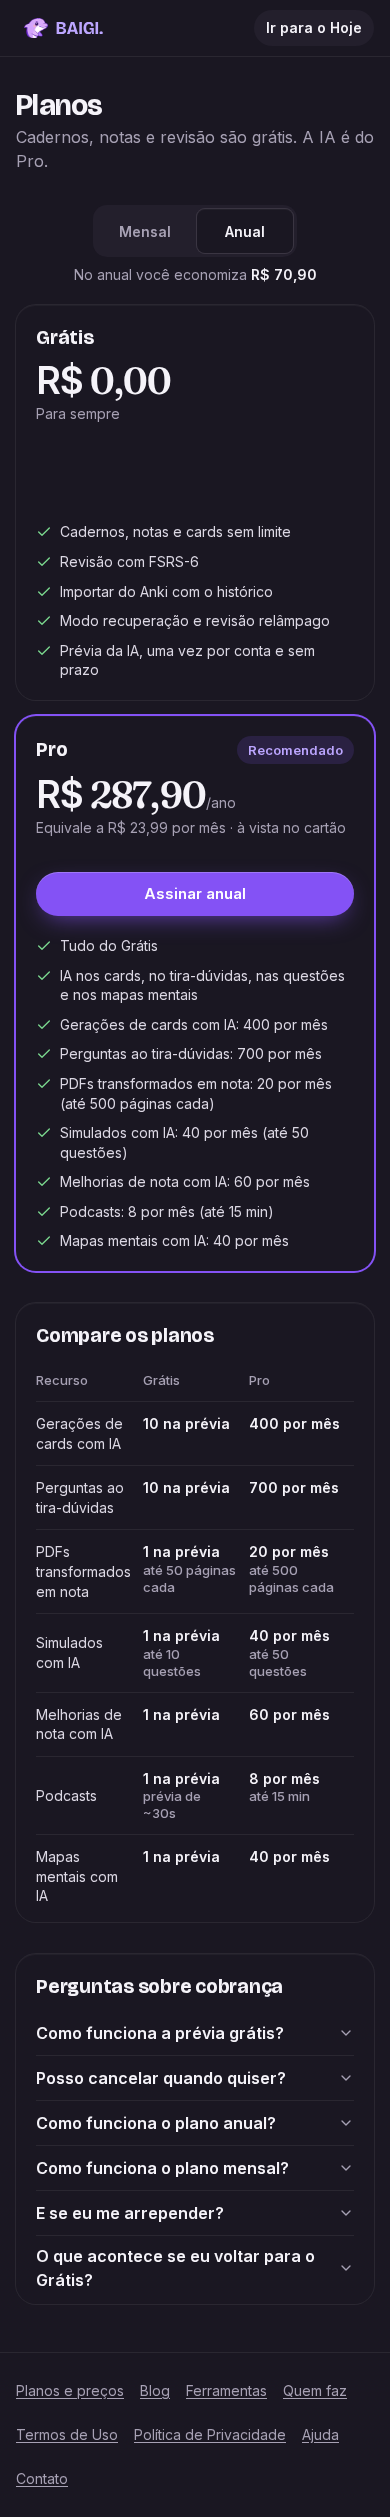 BAIGI.
Ir para o Hoje
Planos
Cadernos, notas e revisão são grátis. A IA é do
Pro.
Mensal
Anual
No anual você economiza R$ 70,90
Grátis
R$ 0,00
Para sempre
Cadernos, notas e cards sem limite
Revisão com FSRS-6
Importar do Anki com o histórico
Modo recuperação e revisão relâmpago
Prévia da IA, uma vez por conta e sem
prazo
Pro
Recomendado
R$ 287,90/ano
Equivale a R$ 23,99 por mês · à vista no cartão
Assinar anual
Tudo do Grátis
IA nos cards, no tira-dúvidas, nas questões
e nos mapas mentais
Gerações de cards com IA: 400 por mês
Perguntas ao tira-dúvidas: 700 por mês
PDFs transformados em nota: 20 por mês
(até 500 páginas cada)
Simulados com IA: 40 por mês (até 50
questões)
Melhorias de nota com IA: 60 por mês
Podcasts: 8 por mês (até 15 min)
Mapas mentais com IA: 40 por mês
Compare os planos
Recurso
Grátis
Pro
Gerações de
cards com IA
10 na prévia
400 por mês
Perguntas ao
tira-dúvidas
10 na prévia
700 por mês
PDFs
transformados
em nota
1 na prévia
até 50 páginas
cada
20 por mês
até 500
páginas cada
Simulados
com IA
1 na prévia
até 10
questões
40 por mês
até 50
questões
Melhorias de
nota com IA
1 na prévia
60 por mês
Podcasts
1 na prévia
prévia de
~30s
8 por mês
até 15 min
Mapas
mentais com
IA
1 na prévia
40 por mês
Perguntas sobre cobrança
Como funciona a prévia grátis?
Posso cancelar quando quiser?
Como funciona o plano anual?
Como funciona o plano mensal?
E se eu me arrepender?
O que acontece se eu voltar para o
Grátis?
Planos e preços
Blog
Ferramentas
Quem faz
Termos de Uso
Política de Privacidade
Ajuda
Contato